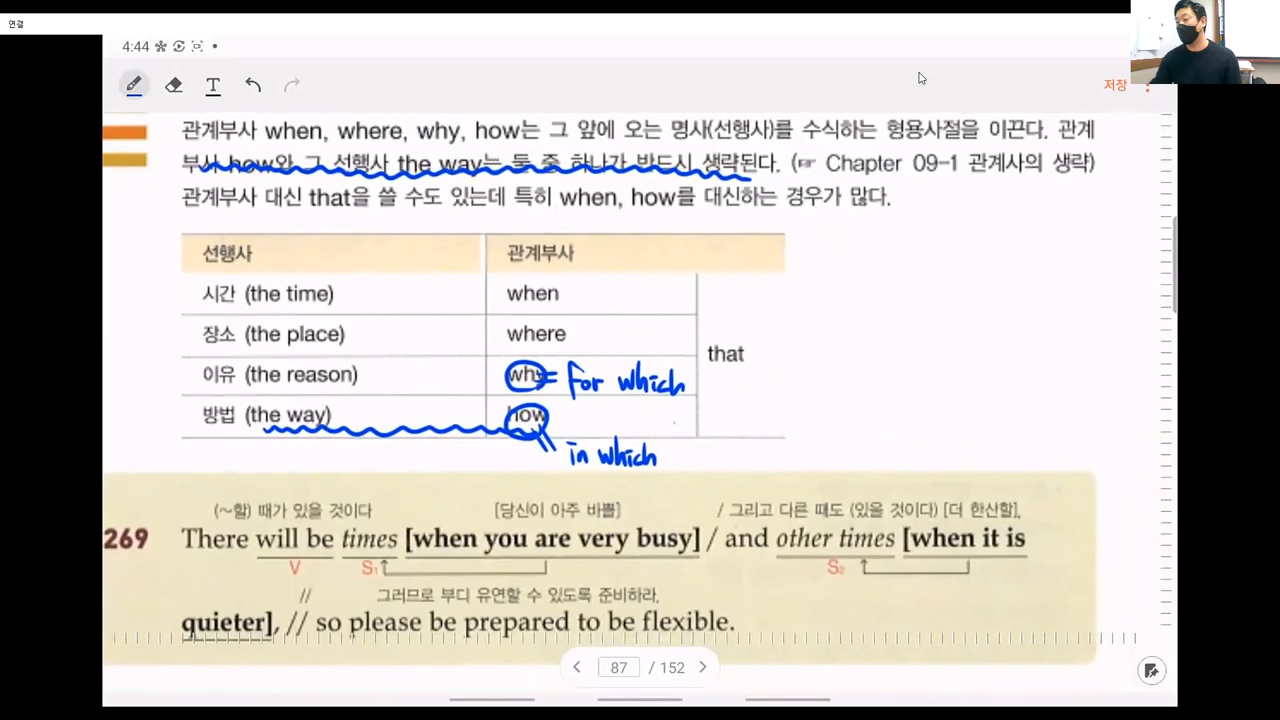 연결
4:44
T
저장
관계부사 when, where, why, how는 그 앞에 오는 명사(선행사)를 수식하는 형용사절을 이끈다. 관계
부사 how와 그 선행사 the way는 둘 중 하나가 반드시 생략된다. (☞ Chapter 09-1 관계사의 생략)
관계부사 대신 that을 쓸 수도 있는데 특히 when, how를 대신하는 경우가 많다.
선행사 관계부사
시간 (the time) when
장소 (the place) where
that
이유 (the reason) why = for which
방법 (the way) how
in which
(~할) 때가 있을 것이다 [당신이 아주 바쁠] / 그리고 다른 때도 (있을 것이다) [더 한산할],
269 There will be times [when you are very busy] / and other times [when it is
V S₁ S₂
// 그러므로 부디 유연할 수 있도록 준비하라.
quieter], // so please be prepared to be flexible.
< 87 / 152 >